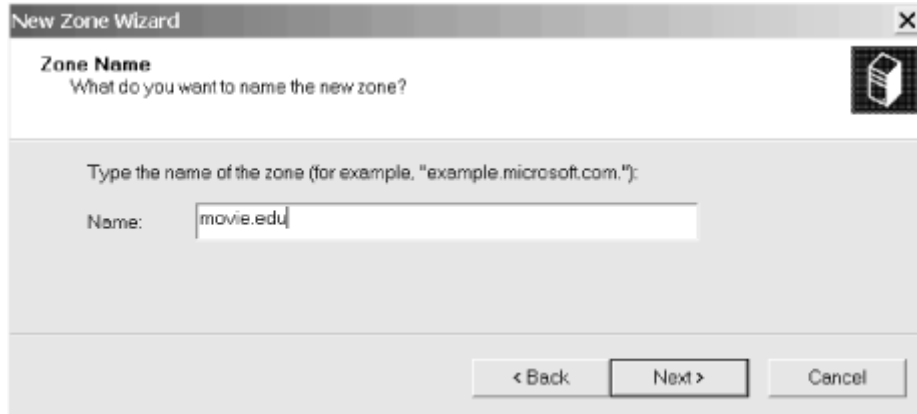 New Zone Wizard
Zone Name
What do you want to name the new zone?
Type the name of the zone (for example, "example.microsoft.com."):
Name: movie.edu
< Back Next > Cancel